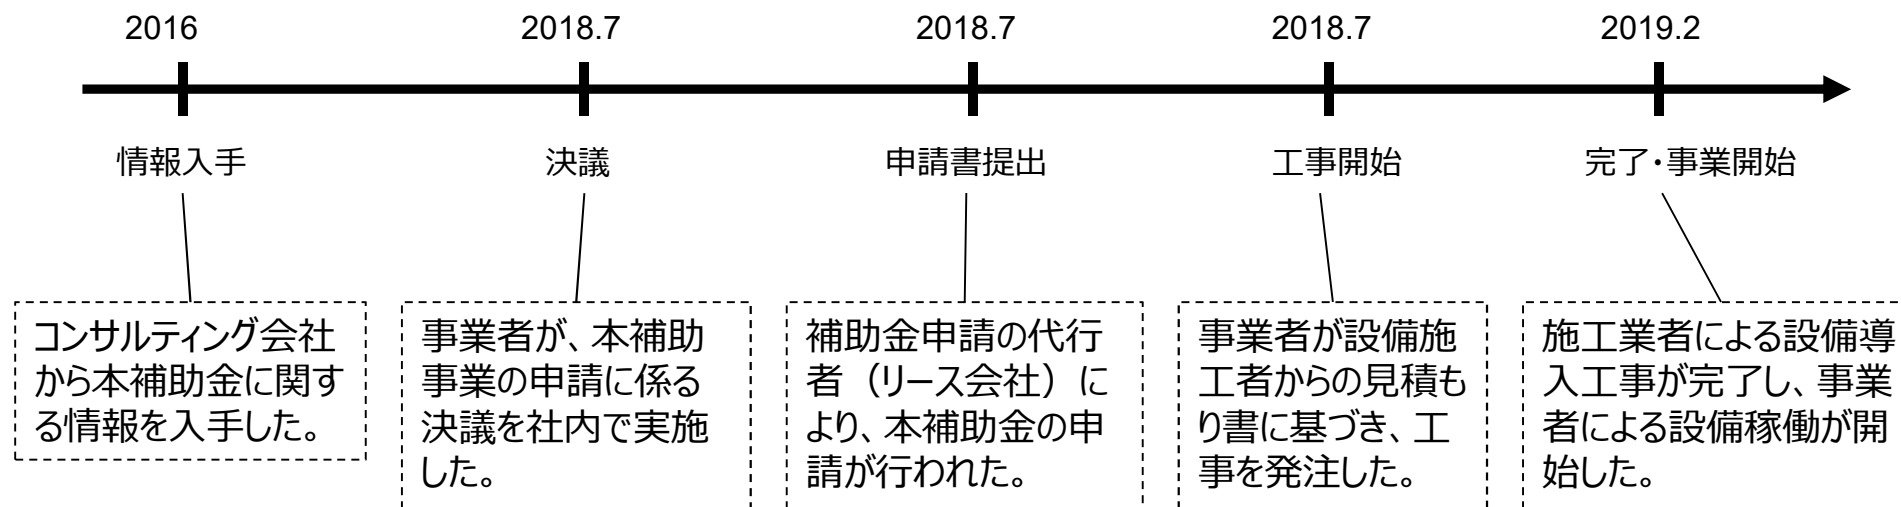 2016
2018.7
2018.7
2018.7
2019.2
情報入手
決議
申請書提出
工事開始
完了・事業開始
コンサルティング会社
から本補助金に関す
る情報を入手した。
事業者が、本補助
事業の申請に係る
決議を社内で実施
した。
補助金申請の代行
者（リース会社）に
より、本補助金の申
請が行われた。
事業者が設備施
工者からの見積も
り書に基づき、工
事を発注した。
施工業者による設備導
入工事が完了し、事業
者による設備稼働が開
始した。